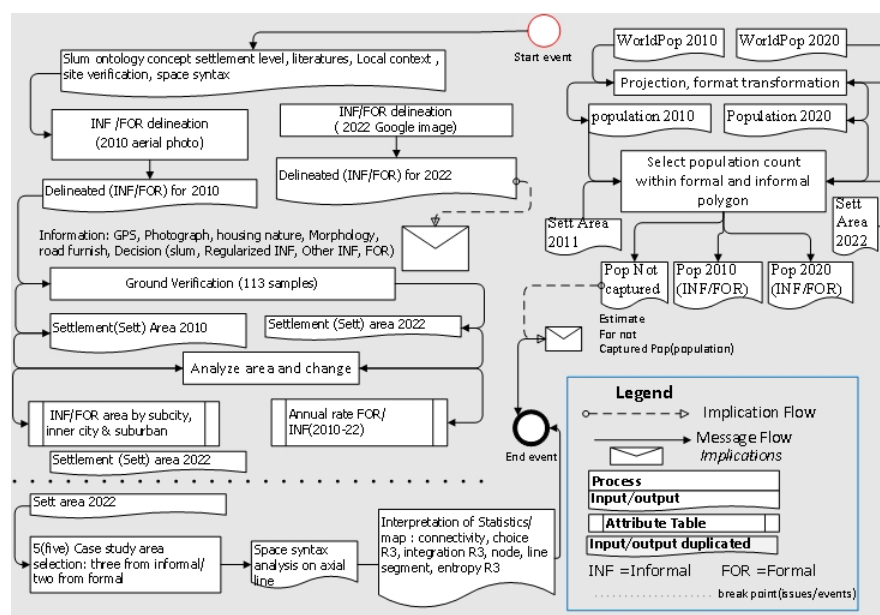 Start event
Slum ontology concept settlement level, literatures, Local context ,
site verification, space syntax
INF /FOR delineation
(2010 aerial photo)
INF/FOR delineation
( 2022 Google image)
Delineated (INF/FOR) for 2010
Delineated (INF/FOR) for 2022
Information: GPS, Photograph, housing nature, Morphology,
road furnish, Decision (slum, Regularized INF, Other INF, FOR)
Ground Verification (113 samples)
Settlement(Sett) Area 2010
Settlement (Sett) area 2022
Analyze area and change
INF/FOR area by subcity,
inner city & suburban
Annual rate FOR/
INF(2010-22)
Settlement (Sett) area 2022
Sett area 2022
5(five) Case study area
selection: three from informal/
two from formal
Space syntax
analysis on axial
line
Interpretation of Statistics/
map : connectivity, choice
R3, integration R3, node, line
segment, entropy R3
WorldPop 2010
WorldPop 2020
Projection, format transformation
population 2010
Population 2020
Select population count
within formal and informal
polygon
Sett Area
2011
Sett
Area
2022
Pop Not
captured
Pop 2010
(INF/FOR)
Pop 2020
(INF/FOR)
Estimate
For not
Captured Pop(population)
End event
Legend
Implication Flow
Message Flow
Implications
Process
Input/output
Attribute Table
Input/output duplicated
INF =Informal FOR =Formal
break point(issues/events)